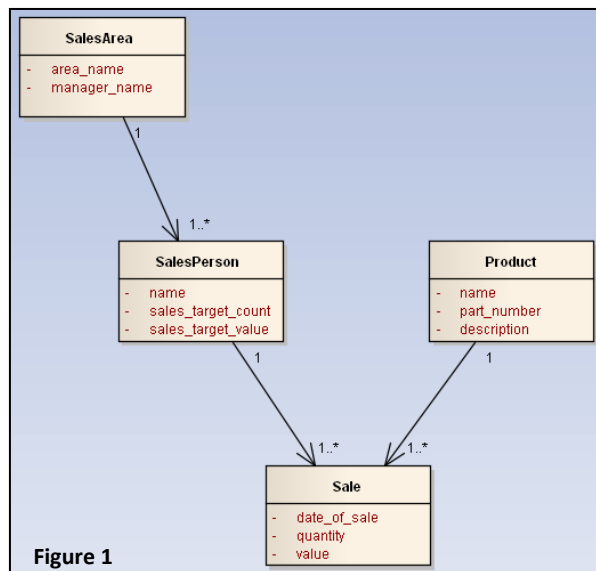 SalesArea
- area_name
- manager_name
1
1..*
SalesPerson
- name
- sales_target_count
- sales_target_value
1
Product
- name
- part_number
- description
1
1..*
1..*
Sale
- date_of_sale
- quantity
- value
Figure 1